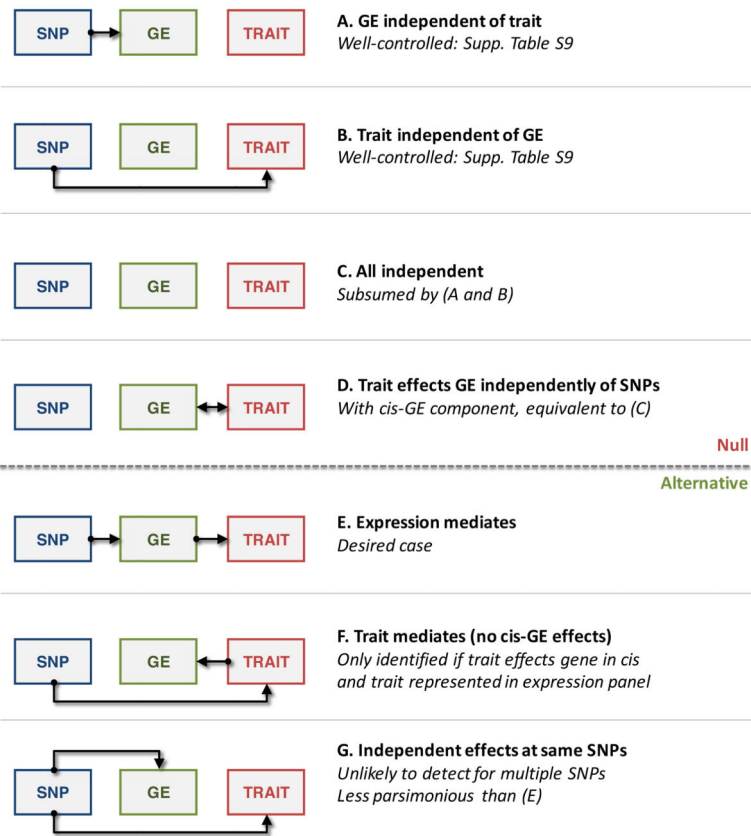 SNP GE TRAIT
A. GE independent of trait
Well-controlled: Supp. Table S9
SNP GE TRAIT
B. Trait independent of GE
Well-controlled: Supp. Table S9
SNP GE TRAIT
C. All independent
Subsumed by (A and B)
SNP GE TRAIT
D. Trait effects GE independently of SNPs
With cis-GE component, equivalent to (C)
Null
Alternative
SNP GE TRAIT
E. Expression mediates
Desired case
SNP GE TRAIT
F. Trait mediates (no cis-GE effects)
Only identified if trait effects gene in cis
and trait represented in expression panel
SNP GE TRAIT
G. Independent effects at same SNPs
Unlikely to detect for multiple SNPs
Less parsimonious than (E)